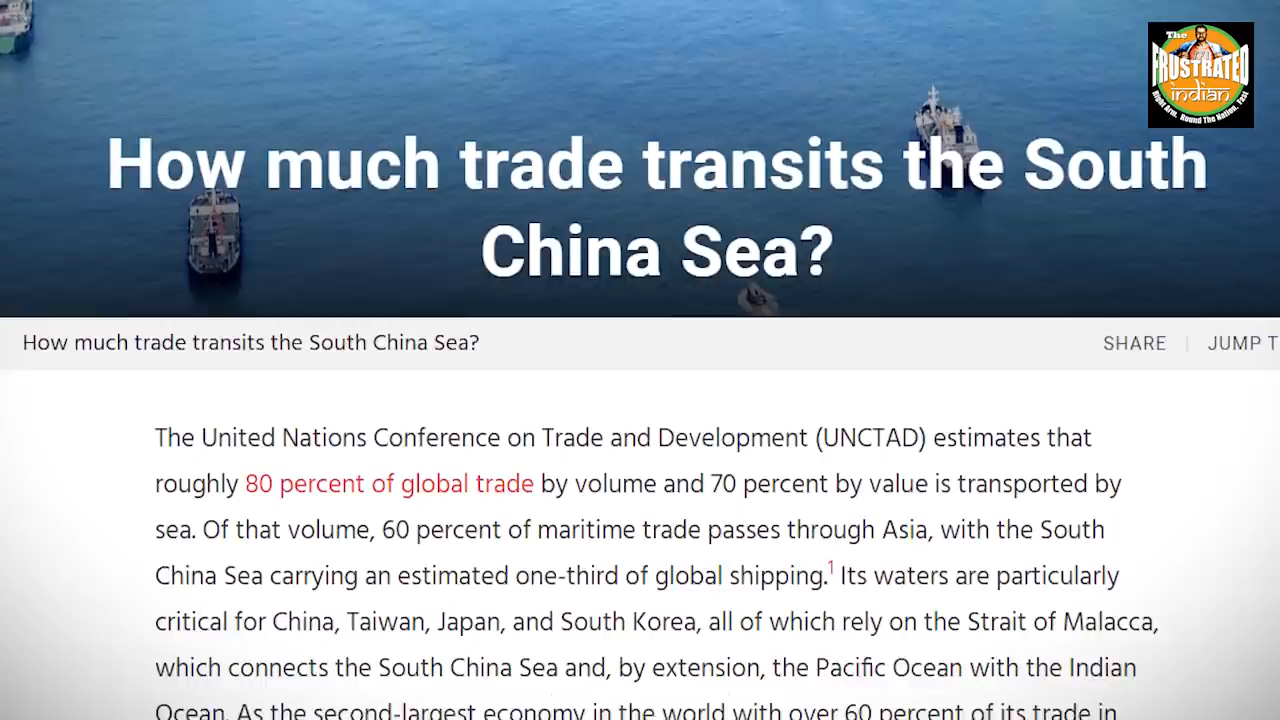 The
FRUSTRATED
indian
Right Arm, Round The Nation, Fast
How much trade transits the South
China Sea?
How much trade transits the South China Sea?
SHARE | JUMP T
The United Nations Conference on Trade and Development (UNCTAD) estimates that
roughly 80 percent of global trade by volume and 70 percent by value is transported by
sea. Of that volume, 60 percent of maritime trade passes through Asia, with the South
China Sea carrying an estimated one-third of global shipping.1 Its waters are particularly
critical for China, Taiwan, Japan, and South Korea, all of which rely on the Strait of Malacca,
which connects the South China Sea and, by extension, the Pacific Ocean with the Indian
Ocean. As the second-largest economy in the world with over 60 percent of its trade in